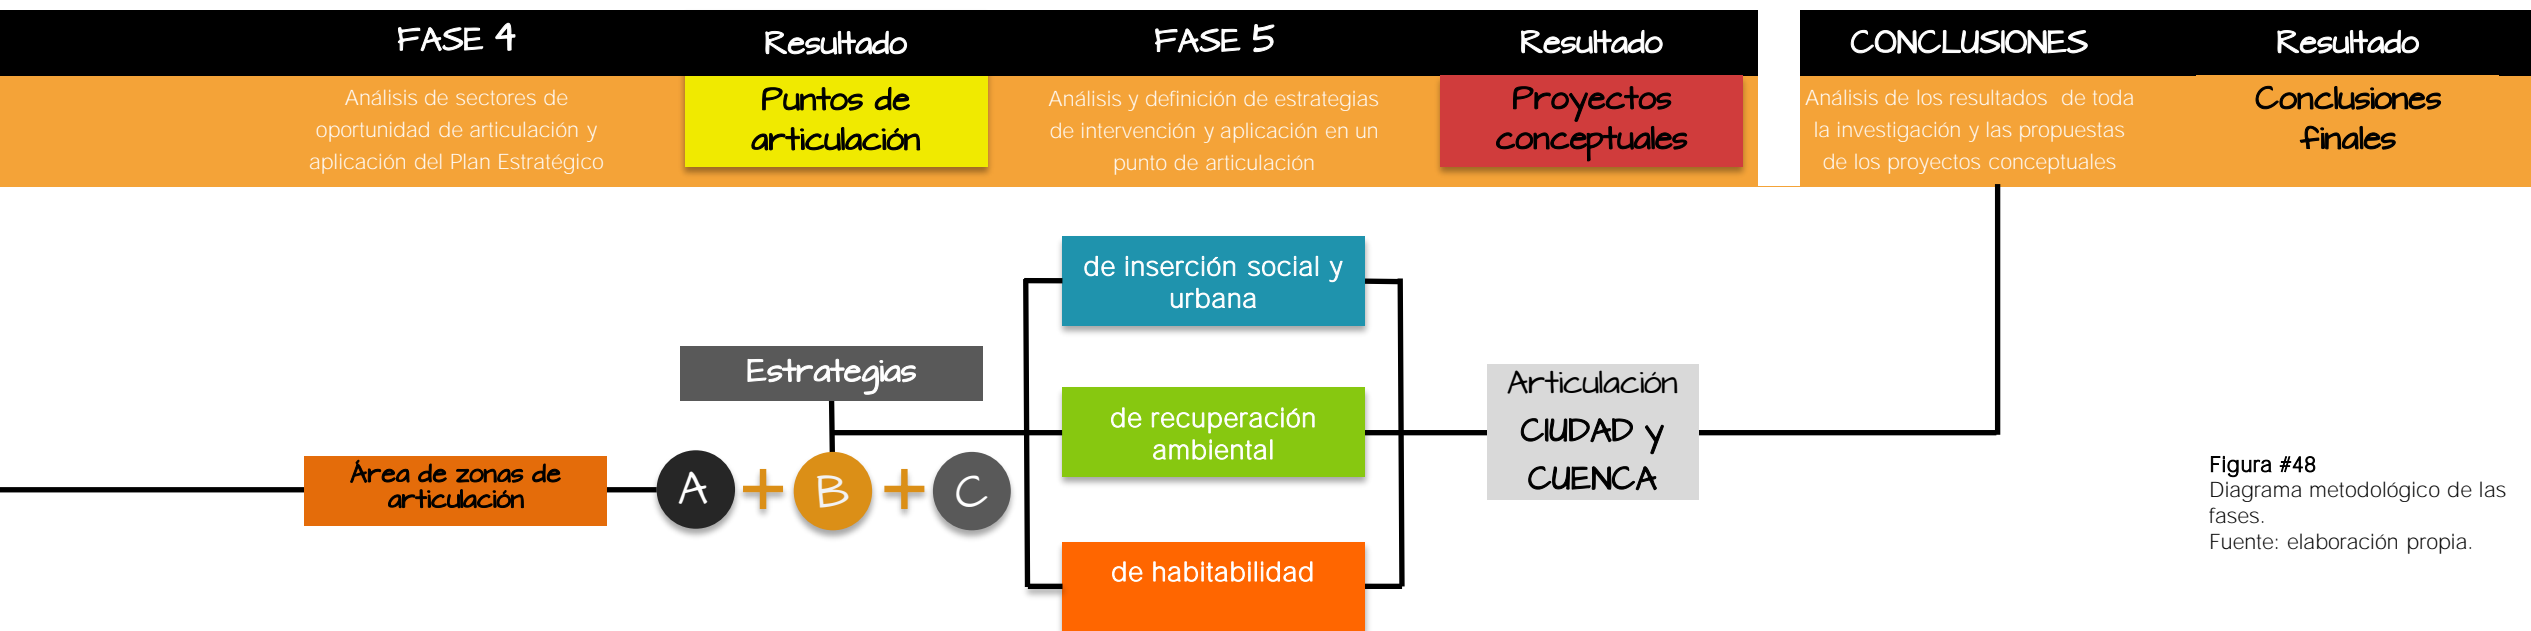 FASE 4
Resultado
FASE 5
Resultado
CONCLUSIONES
Resultado
Análisis de sectores de
oportunidad de articulación y
aplicación del Plan Estratégico
Puntos de
articulación
Análisis y definición de estrategias
de intervención y aplicación en un
punto de articulación
Proyectos
conceptuales
Análisis de los resultados de toda
la investigación y las propuestas
de los proyectos conceptuales
Conclusiones
finales
Área de zonas de
articulación
Estrategias
A + B + C
de inserción social y
urbana
de recuperación
ambiental
de habitabilidad
Articulación
CIUDAD y
CUENCA
Figura #48
Diagrama metodológico de las
fases.
Fuente: elaboración propia.